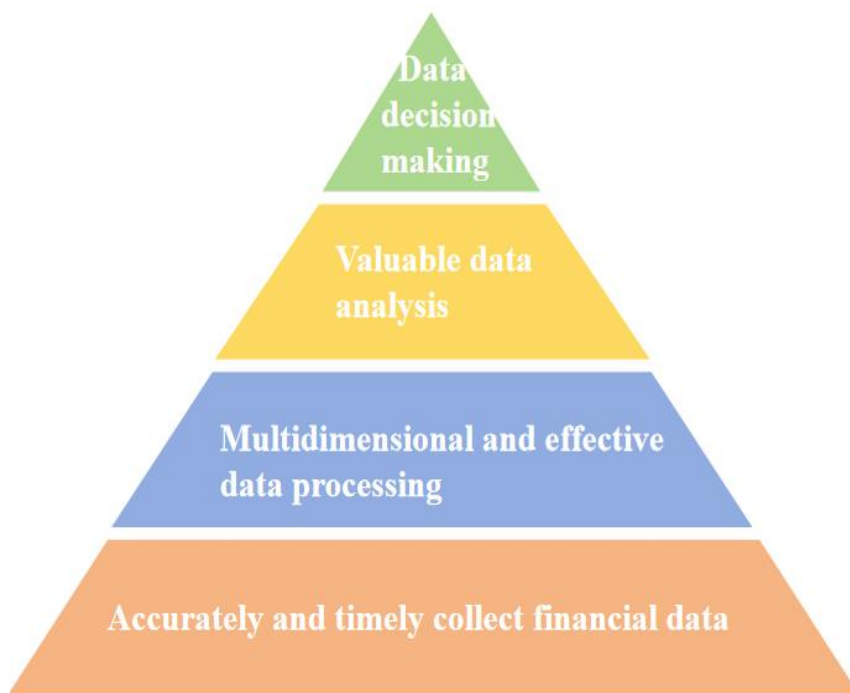 Data
decision
making
Valuable data
analysis
Multidimensional and effective
data processing
Accurately and timely collect financial data